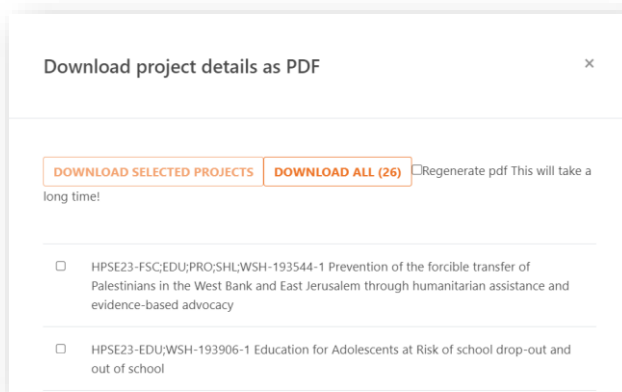 Download project details as PDF ×
DOWNLOAD SELECTED PROJECTS DOWNLOAD ALL (26) Regenerate pdf This will take a
long time!
HPSE23-FSC;EDU;PRO;SHL;WSH-193544-1 Prevention of the forcible transfer of
Palestinians in the West Bank and East Jerusalem through humanitarian assistance and
evidence-based advocacy
HPSE23-EDU;WSH-193906-1 Education for Adolescents at Risk of school drop-out and
out of school